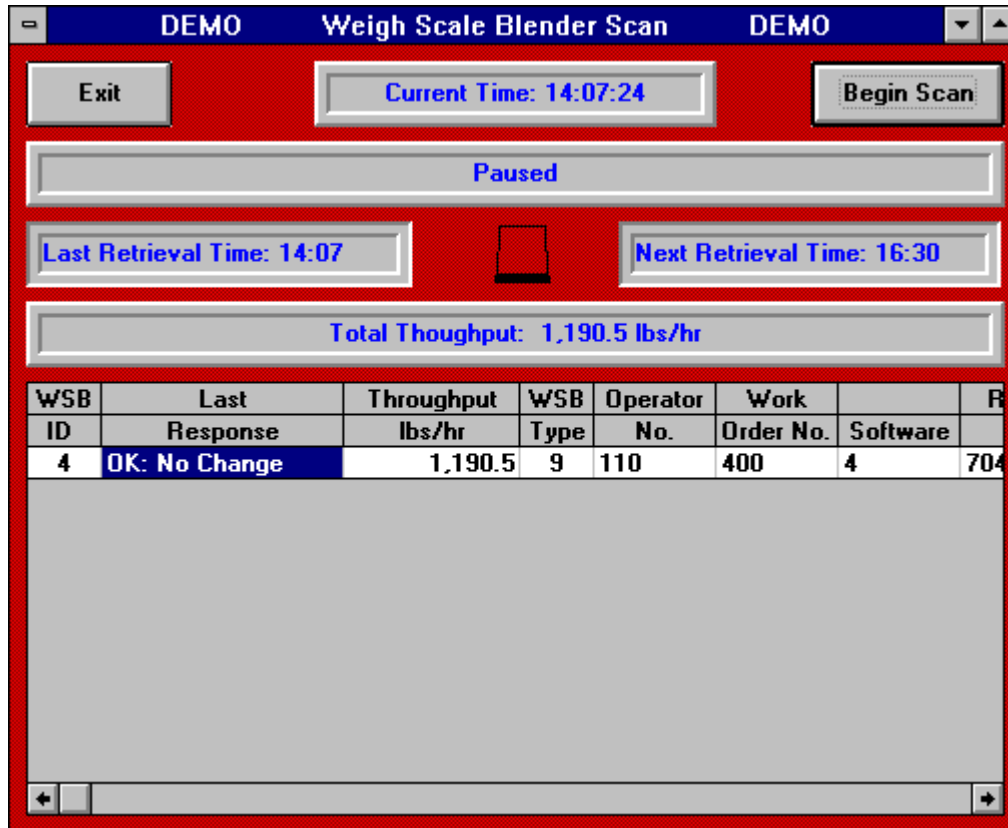 DEMO Weigh Scale Blender Scan DEMO
Exit Current Time: 14:07:24 Begin Scan
Paused
Last Retrieval Time: 14:07 Next Retrieval Time: 16:30
Total Thoughput: 1,190.5 lbs/hr
WSB Last Throughput WSB Operator Work R
ID Response lbs/hr Type No. Order No. Software
4 OK: No Change 1,190.5 9 110 400 4 704